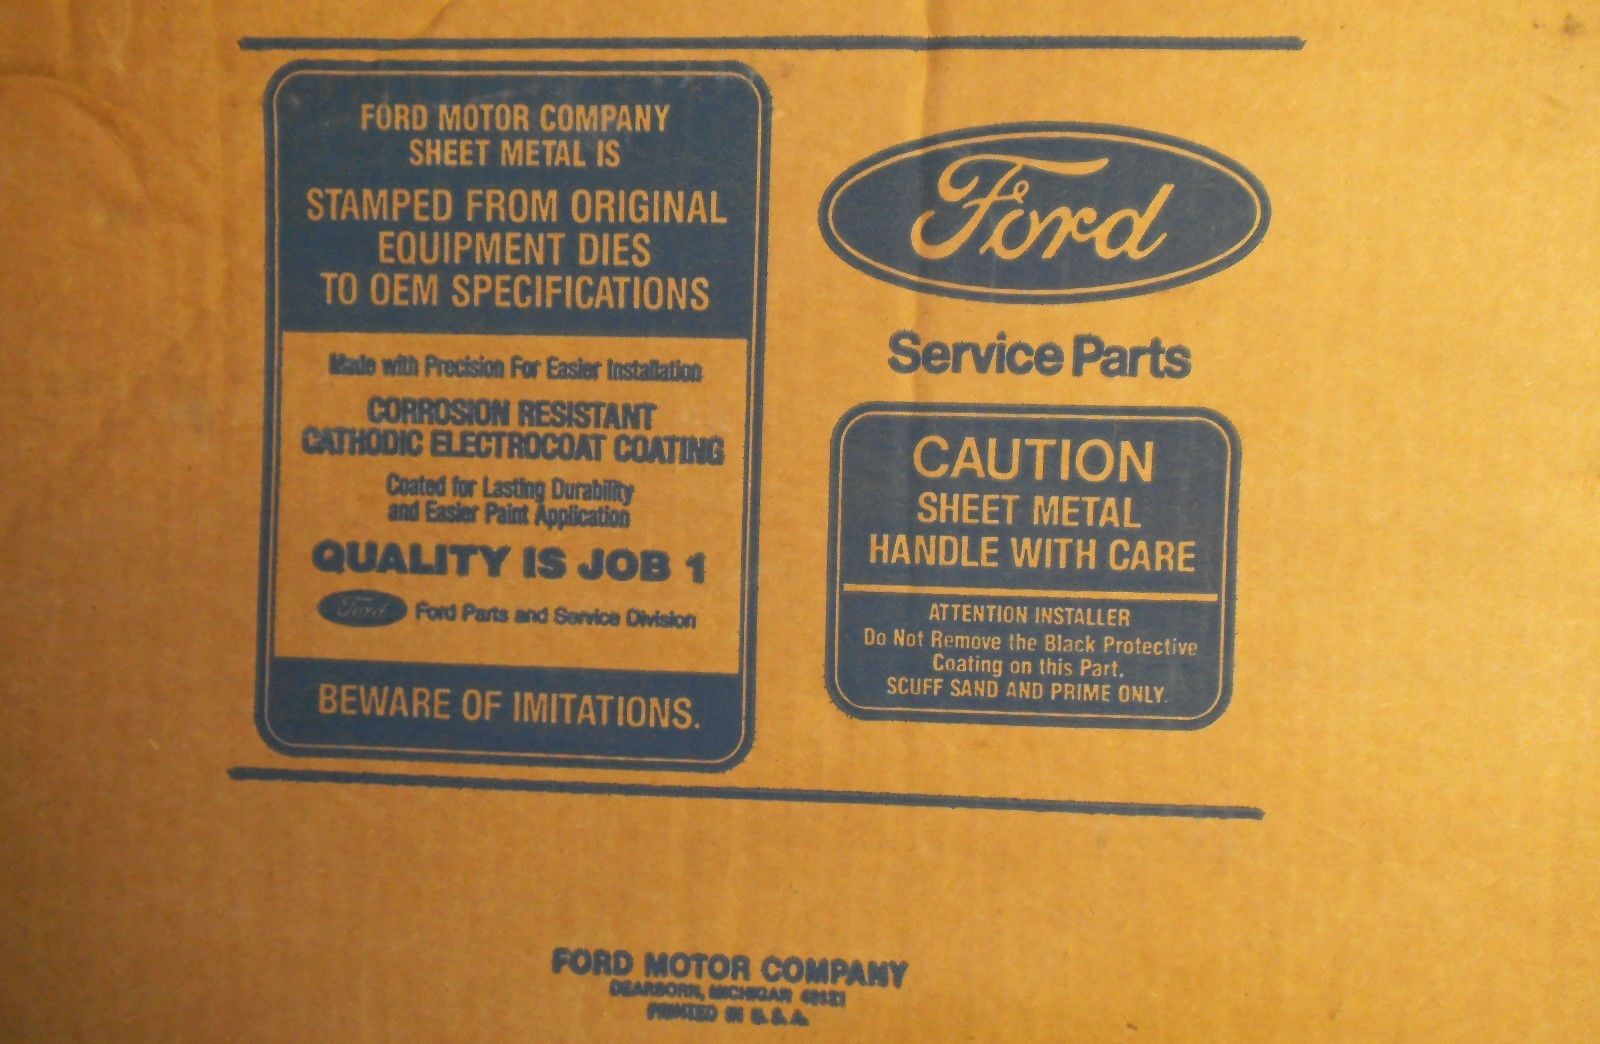 FORD MOTOR COMPANY
SHEET METAL IS
STAMPED FROM ORIGINAL
EQUIPMENT DIES
TO OEM SPECIFICATIONS
Made with Precision For Easier Installation
CORROSION RESISTANT
CATHODIC ELECTROCOAT COATING
Coated for Lasting Durability
and Easier Paint Application
QUALITY IS JOB 1
Ford Ford Parts and Service Division
BEWARE OF IMITATIONS.
Ford
Service Parts
CAUTION
SHEET METAL
HANDLE WITH CARE
ATTENTION INSTALLER
Do Not Remove the Black Protective
Coating on this Part.
SCUFF SAND AND PRIME ONLY.
FORD MOTOR COMPANY
DEARBORN, MICHIGAN 48121
PRINTED IN U.S.A.